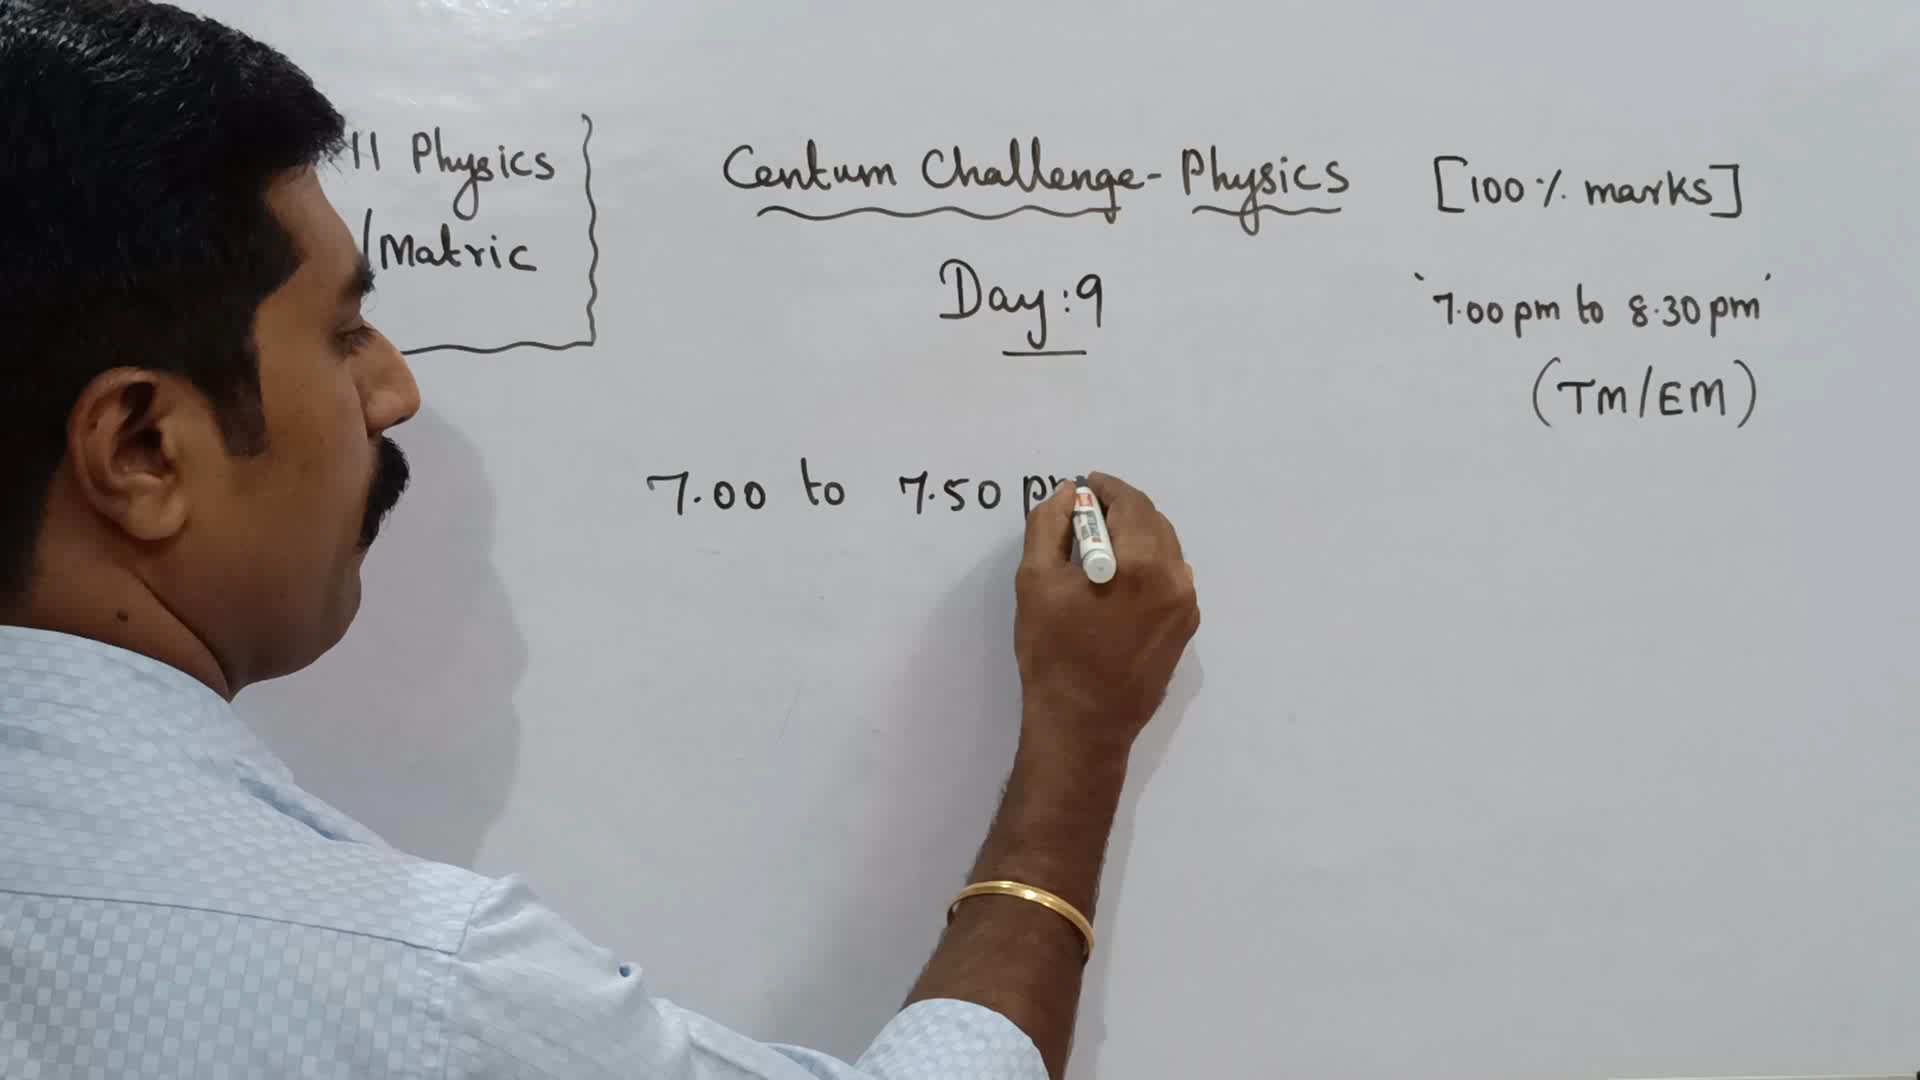 11 Physics
/Matric
Centum Challenge - Physics
Day:9
[100% marks]
'7.00 pm to 8.30 pm'
(TM/EM)
7.00 to 7.50